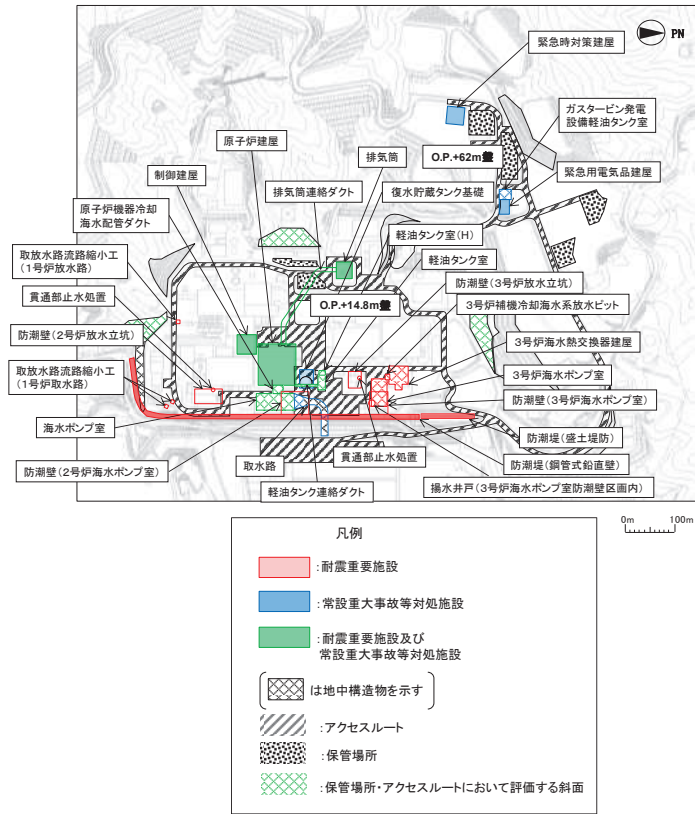 PN
緊急時対策建屋
ガスタービン発電
設備軽油タンク室
原子炉建屋
排気筒
O.P.+62m盤
制御建屋
排気筒連絡ダクト
復水貯蔵タンク基礎
緊急用電気品建屋
原子炉機器冷却
海水配管ダクト
軽油タンク室(H)
軽油タンク室
取放水路流路縮小工
(1号炉放水路)
防潮壁(3号炉放水立坑)
O.P.+14.8m盤
3号炉補機冷却海水系放水ピット
貫通部止水処置
防潮壁(2号炉放水立坑)
3号炉海水熱交換器建屋
取放水路流路縮小工
(1号炉取水路)
3号炉海水ポンプ室
防潮壁(3号炉海水ポンプ室)
海水ポンプ室
取水路
貫通部止水処置
防潮堤(盛土堤防)
防潮壁(2号炉海水ポンプ室)
防潮堤(鋼管式鉛直壁)
軽油タンク連絡ダクト
揚水井戸(3号炉海水ポンプ室防潮壁区画内)
0m 100m
凡例
:耐震重要施設
:常設重大事故等対処施設
:耐震重要施設及び
常設重大事故等対処施設
は地中構造物を示す
:アクセスルート
:保管場所
:保管場所・アクセスルートにおいて評価する斜面